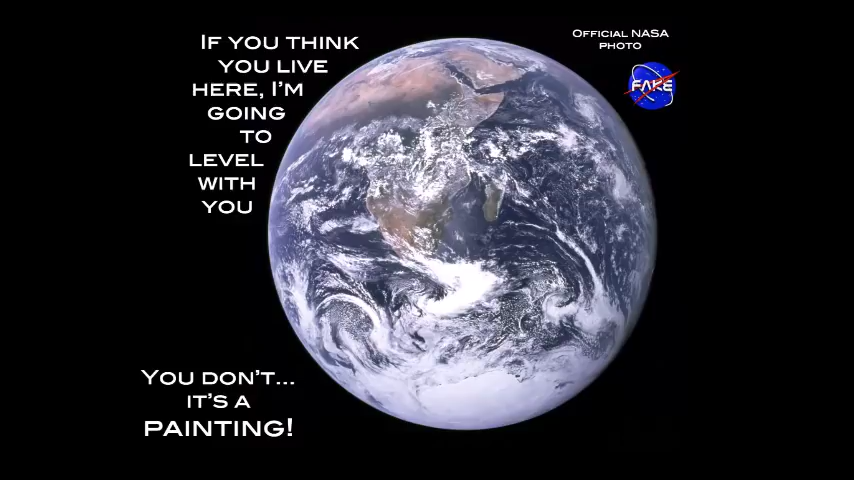 If you think
you live
here, I'm
going
to
level
with
you
Official NASA
photo
FAKE
You don't...
it's a
painting!